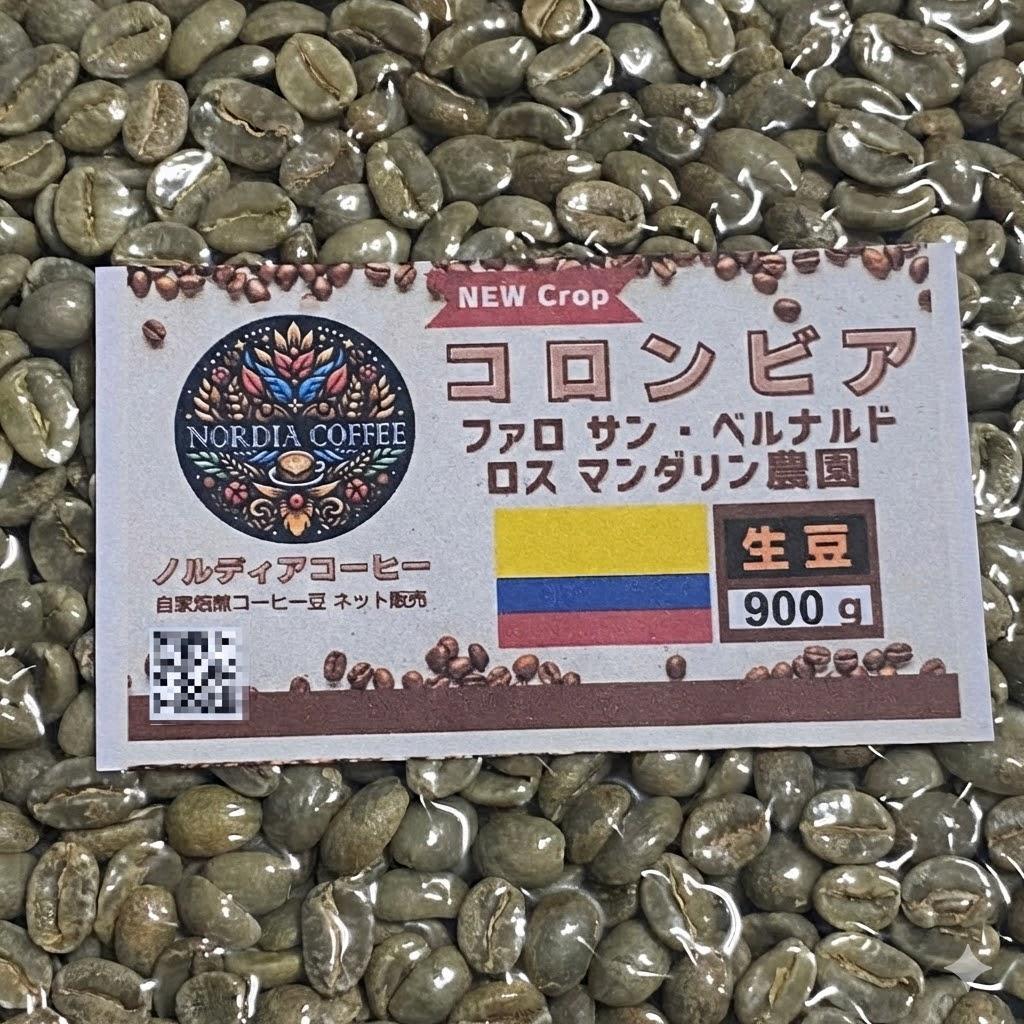 NEW Crop
コロンビア
ファロ サン・ベルナルド
ロス マンダリン農園
NORDIA COFFEE
ノルディアコーヒー
自家焙煎コーヒー豆 ネット販売
生豆
900g